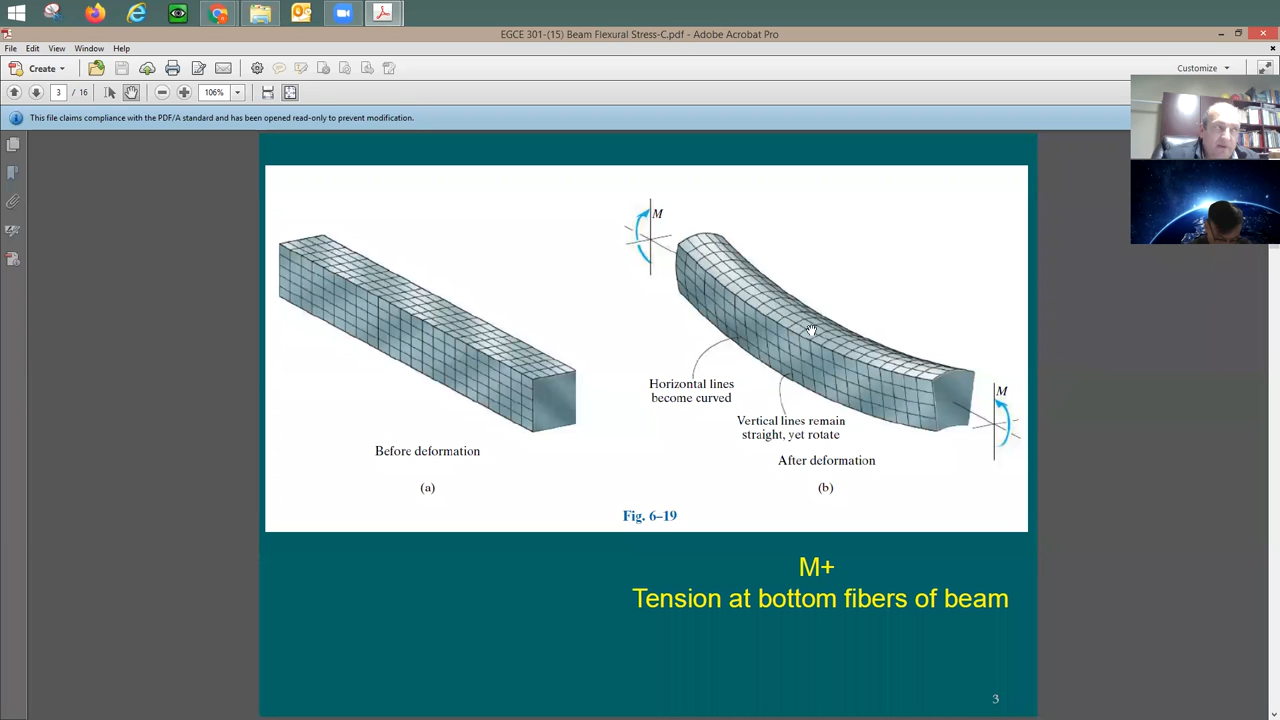 EGCE 301-(15) Beam Flexural Stress-C.pdf - Adobe Acrobat Pro
File Edit View Window Help
Create
Customize
3 / 16
106%
This file claims compliance with the PDF/A standard and has been opened read-only to prevent modification.
M
Horizontal lines
become curved
M
Vertical lines remain
straight, yet rotate
Before deformation
After deformation
(a)
(b)
Fig. 6–19
M+
Tension at bottom fibers of beam
3